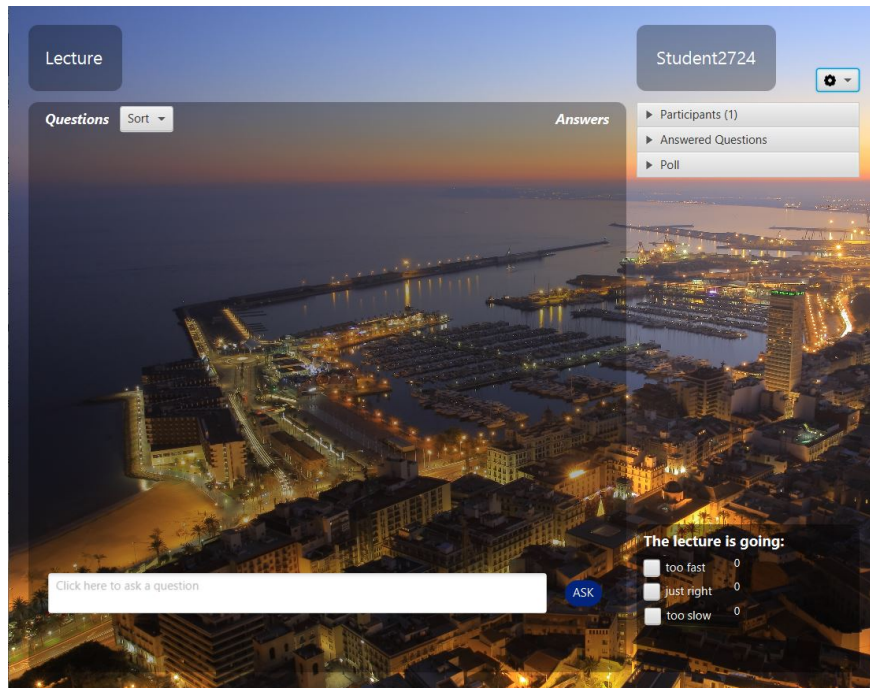 Lecture
Student2724
Questions Sort Answers
Participants (1)
Answered Questions
Poll
The lecture is going:
too fast 0
just right 0
too slow 0
Click here to ask a question
ASK